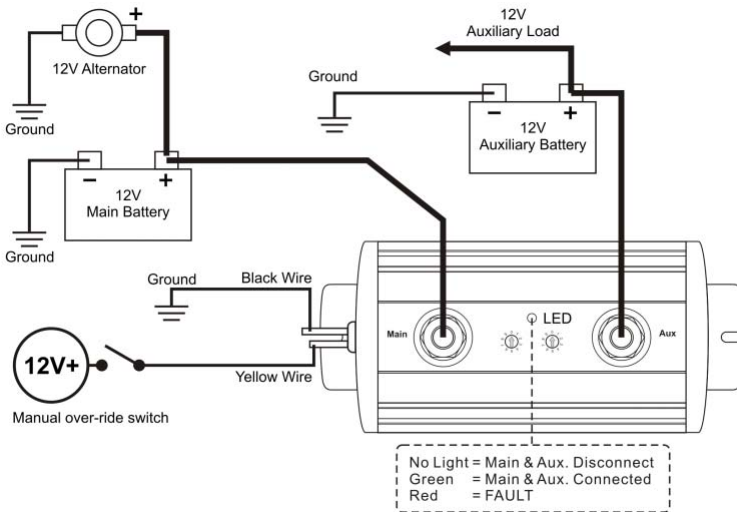 12V
Auxiliary Load
+
12V Alternator
Ground
Ground
− +
12V
Auxiliary Battery
− +
12V
Main Battery
Ground
Ground
Black Wire
LED
Main
Aux
12V+
Yellow Wire
Manual over-ride switch
No Light = Main & Aux. Disconnect
Green = Main & Aux. Connected
Red = FAULT